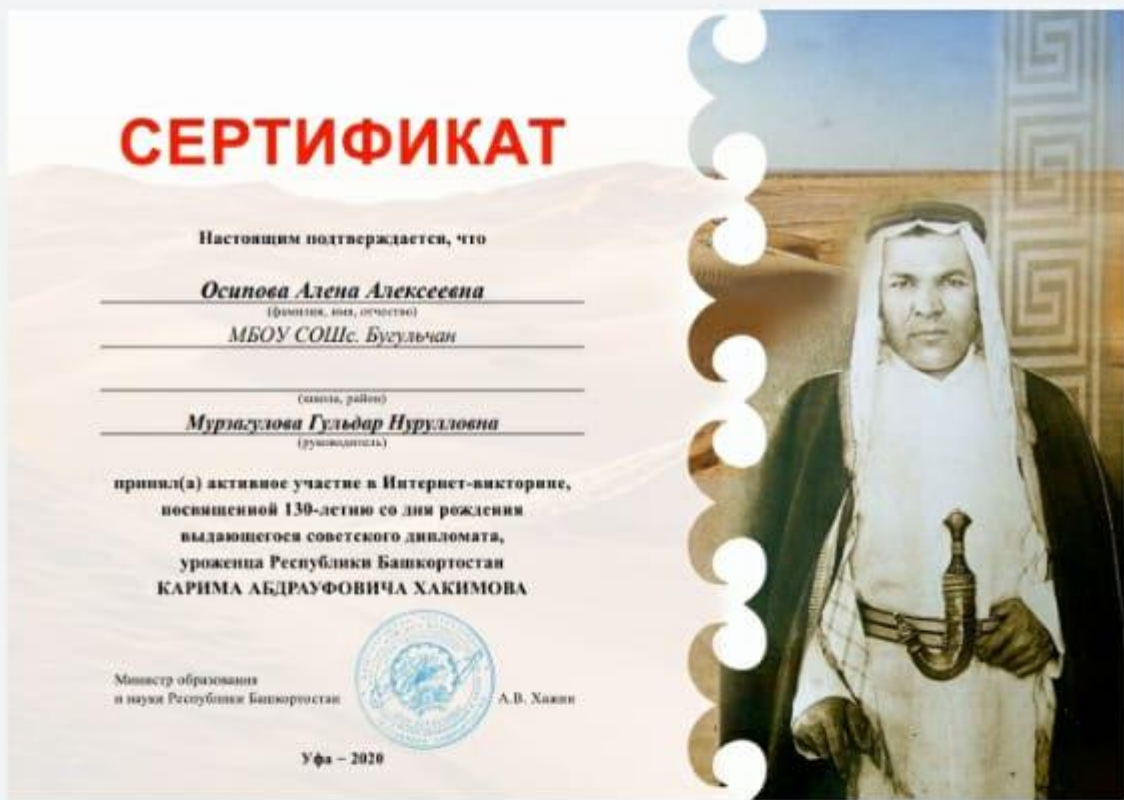 СЕРТИФИКАТ
Настоящим подтверждается, что
Осипова Алена Алексеевна
(фамилия, имя, отчество)
МБОУ СОШс. Бугульчан
(школа, район)
Мурзагулова Гульдар Нурулловна
(руководитель)
принял(а) активное участие в Интернет-викторине,
посвященной 130-летию со дня рождения
выдающегося советского дипломата,
уроженца Республики Башкортостан
КАРИМА АБДРАУФОВИЧА ХАКИМОВА
Министр образования
и науки Республики Башкортостан
А.В. Хажин
Уфа – 2020